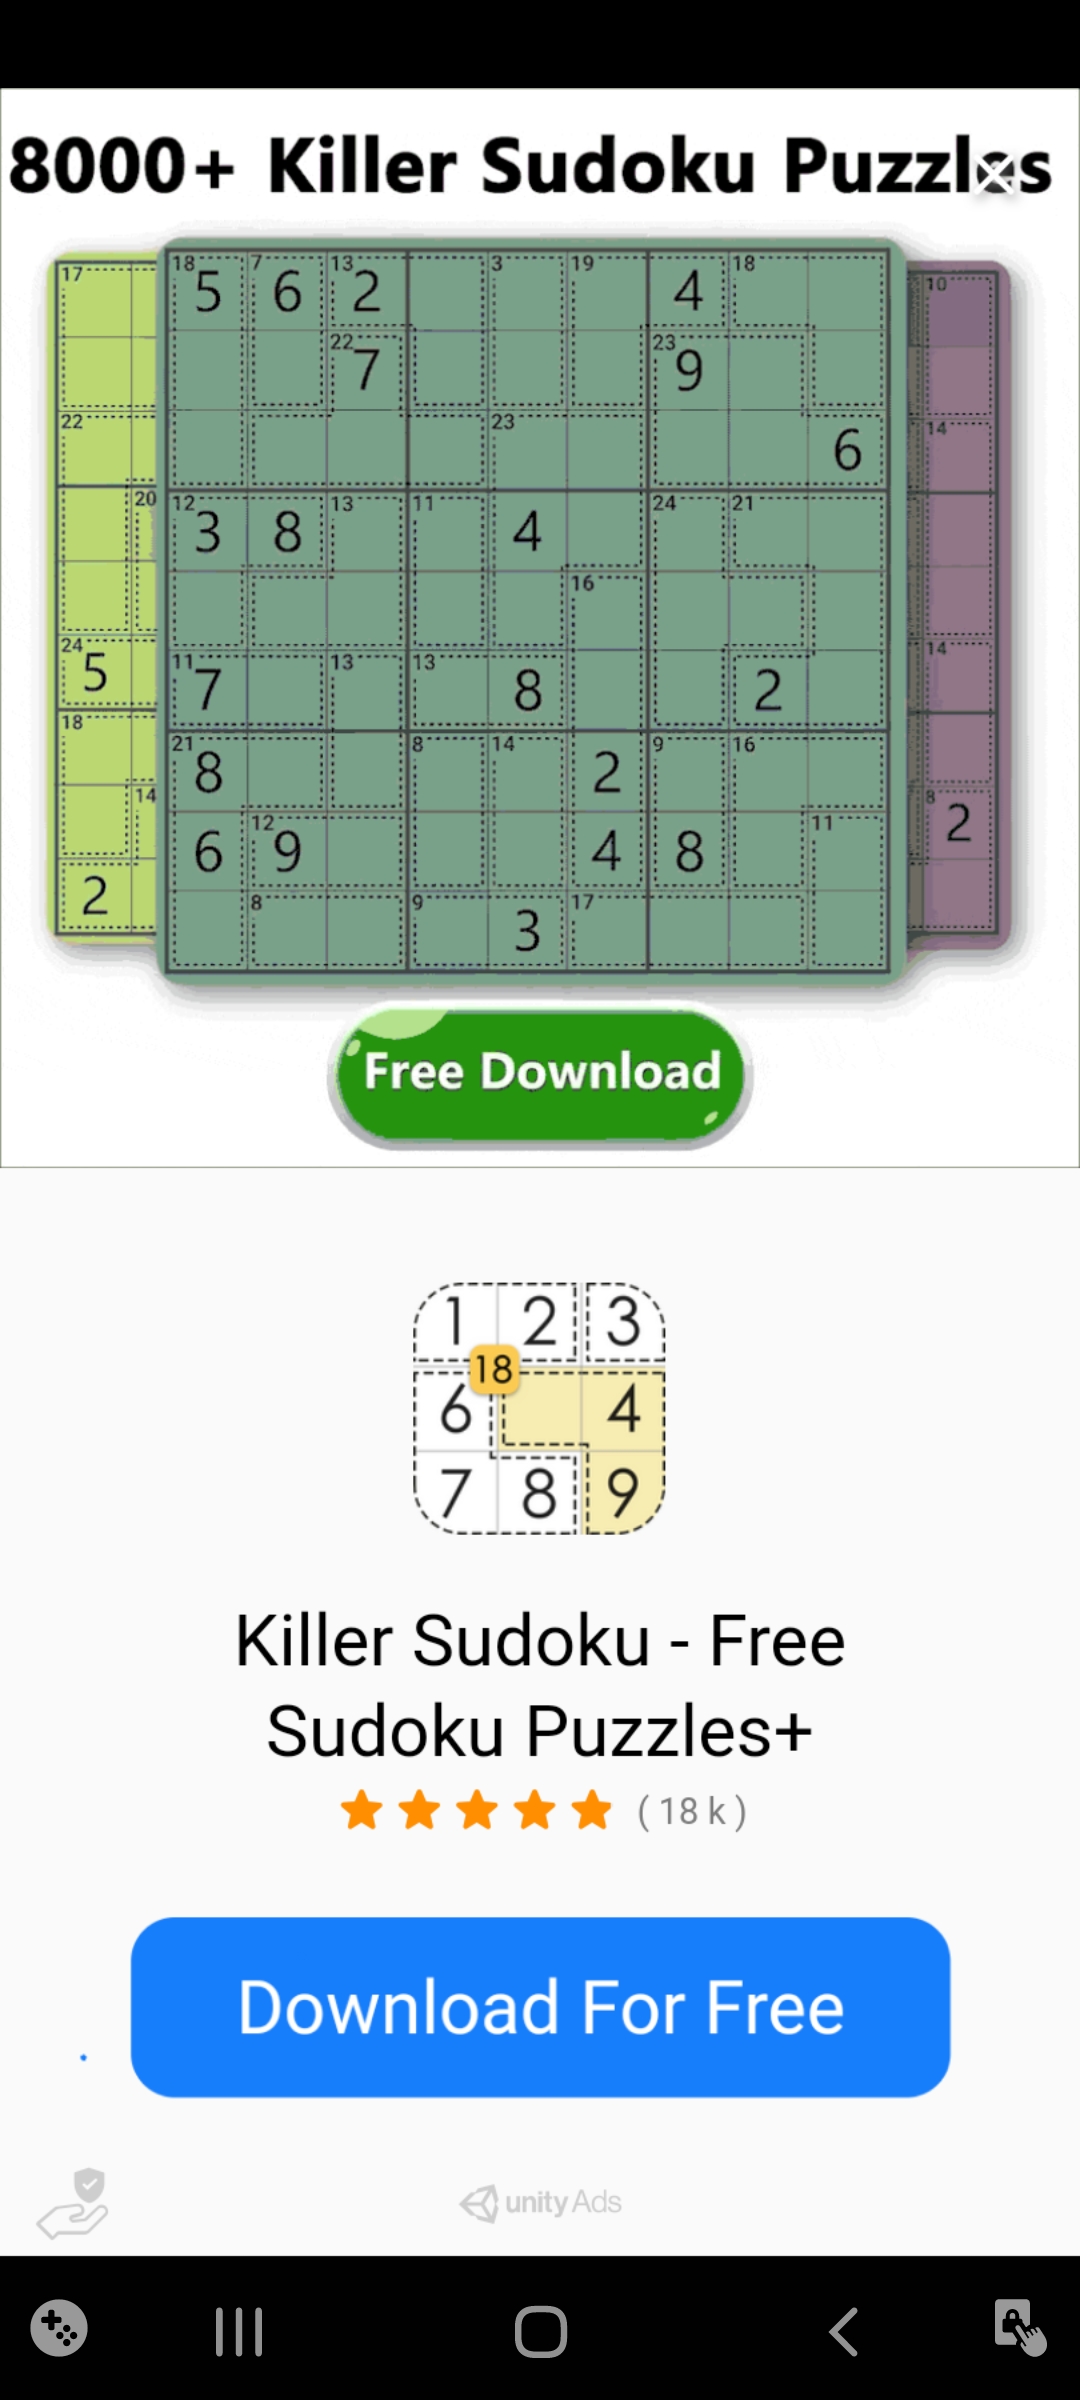 8000+ Killer Sudoku Puzzles
17 18 7 13 3 19 18 10
5 6 2 4
22 23
7 9
22 23 14
6
20 12 13 11 24 21
3 8 4
16
24 11 13 13 14
5 7 8 2
18 21 8 14 9 16
8 2
14 12 11 8
6 9 4 8 2
8 9 17
2 3
Free Download
1 2 3
18
6 4
7 8 9
Killer Sudoku - Free
Sudoku Puzzles+
( 18 k )
Download For Free
unity Ads